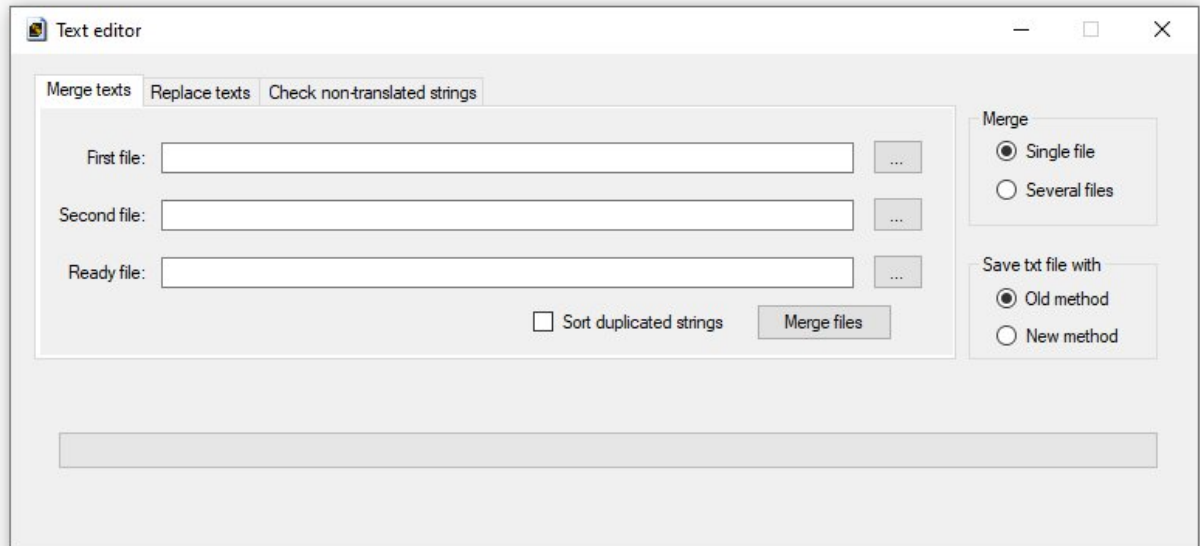 Text editor
Merge texts Replace texts Check non-translated strings
First file: ...
Second file: ...
Ready file: ...
Sort duplicated strings Merge files
Merge
Single file
Several files
Save txt file with
Old method
New method